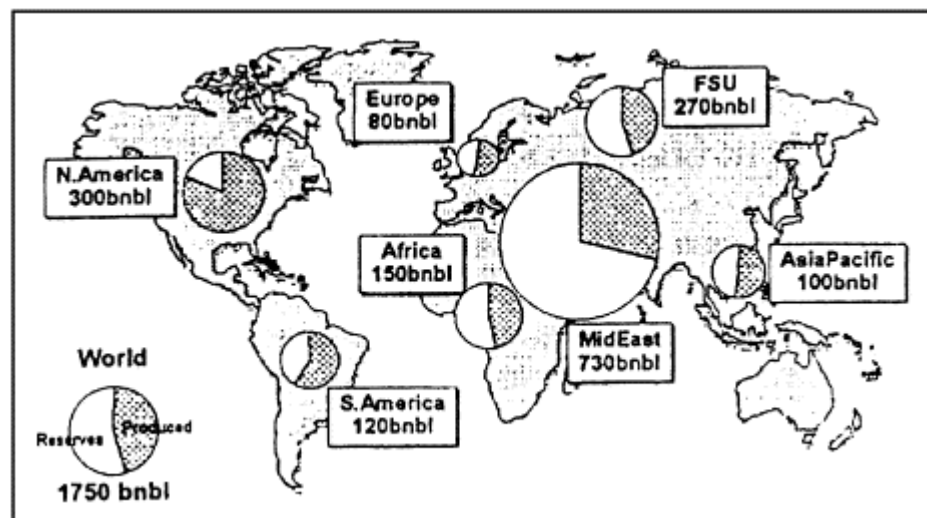 FSU
270bnbl
Europe
80bnbl
N.America
300bnbl
Africa
150bnbl
AsiaPacific
100bnbl
MidEast
730bnbl
S.America
120bnbl
World
Reserves
Produced
1750 bnbl